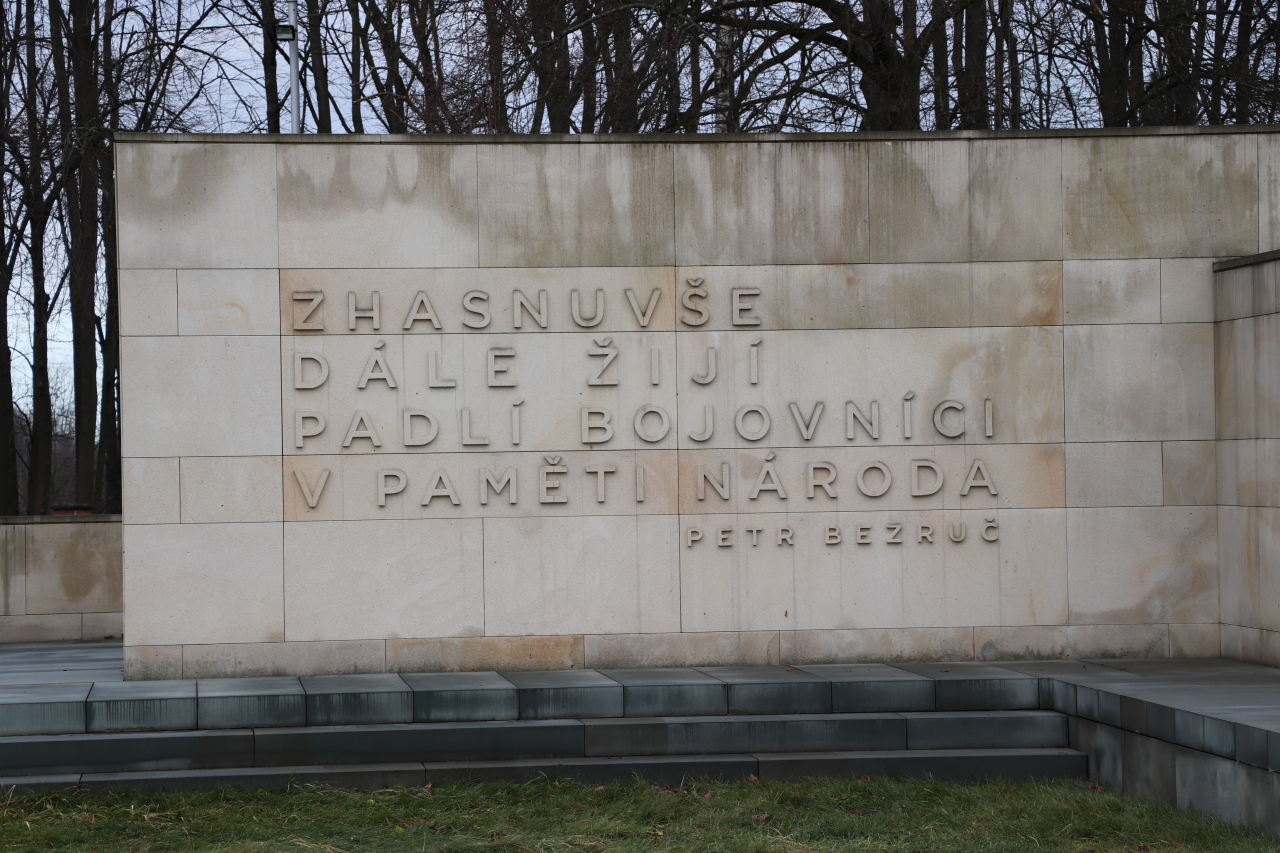 ZHASNUVŠE
DÁLE ŽIJÍ
PADLÍ BOJOVNÍCI
V PAMĚTI NÁRODA
PETR BEZRUČ